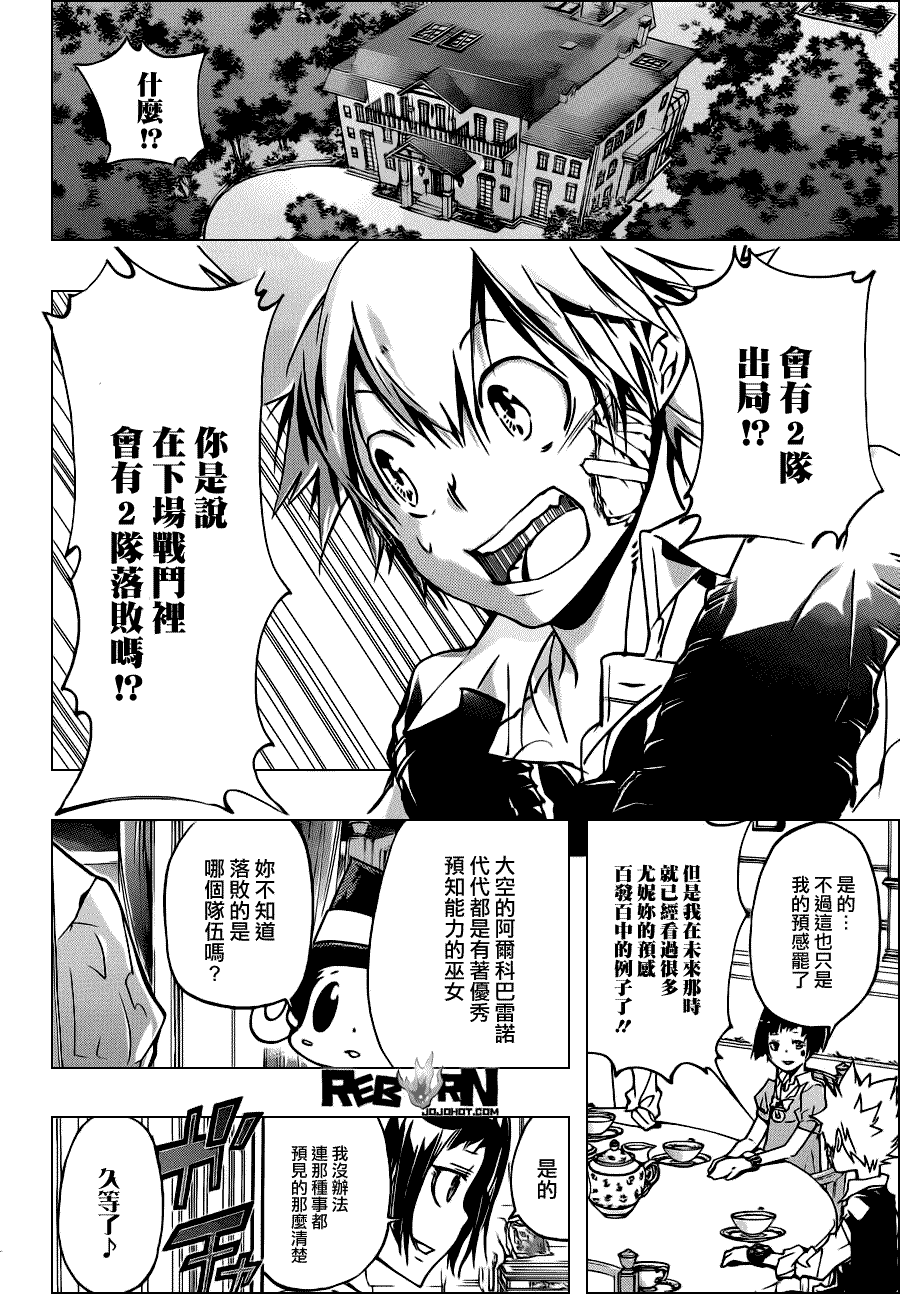 什麼!?
會有2隊
出局!?
你是說
在下場戰鬥裡
會有2隊落敗嗎!?
是的…
不過這也只是
我的預感罷了
但是我在未來那時
就已經看過很多
尤妮妳的預感
百發百中的例子了!!
大空的阿爾科巴雷諾
代代都是有著優秀
預知能力的巫女
妳不知道
落敗的是
哪個隊伍嗎?
REBORN
JOJOHOT.COM
是的
我沒辦法
連那種事都
預見的那麼清楚
ガチャ
久等了♪